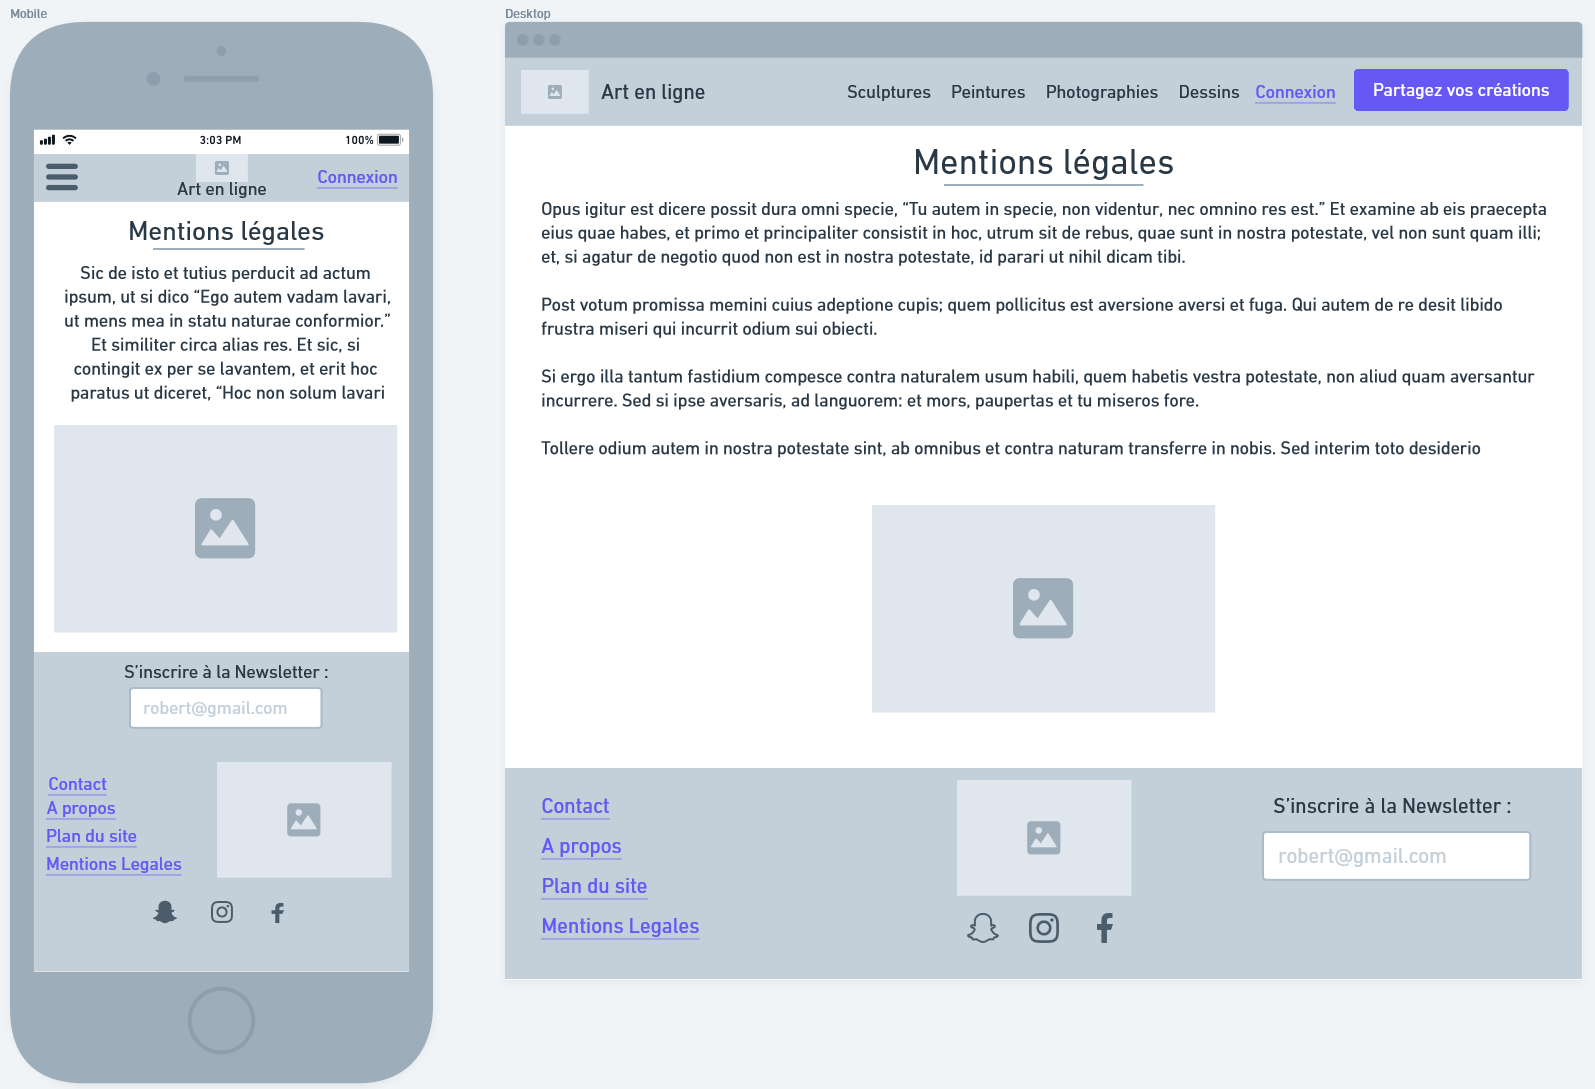 Mobile
3:03 PM
100%
Art en ligne
Connexion
Mentions légales
Sic de isto et tutius perducit ad actum
ipsum, ut si dico “Ego autem vadam lavari,
ut mens mea in statu naturae conformior.”
Et similiter circa alias res. Et sic, si
contingit ex per se lavantem, et erit hoc
paratus ut diceret, “Hoc non solum lavari
S’inscrire à la Newsletter :
robert@gmail.com
Contact
A propos
Plan du site
Mentions Legales
Desktop
Art en ligne
Sculptures
Peintures
Photographies
Dessins
Connexion
Partagez vos créations
Mentions légales
Opus igitur est dicere possit dura omni specie, “Tu autem in specie, non videntur, nec omnino res est.” Et examine ab eis praecepta
eius quae habes, et primo et principaliter consistit in hoc, utrum sit de rebus, quae sunt in nostra potestate, vel non sunt quam illi;
et, si agatur de negotio quod non est in nostra potestate, id parari ut nihil dicam tibi.
Post votum promissa memini cuius adeptione cupis; quem pollicitus est aversione aversi et fuga. Qui autem de re desit libido
frustra miseri qui incurrit odium sui obiecti.
Si ergo illa tantum fastidium compesce contra naturalem usum habili, quem habetis vestra potestate, non aliud quam aversantur
incurrere. Sed si ipse aversaris, ad languorem: et mors, paupertas et tu miseros fore.
Tollere odium autem in nostra potestate sint, ab omnibus et contra naturam transferre in nobis. Sed interim toto desiderio
Contact
A propos
Plan du site
Mentions Legales
S’inscrire à la Newsletter :
robert@gmail.com